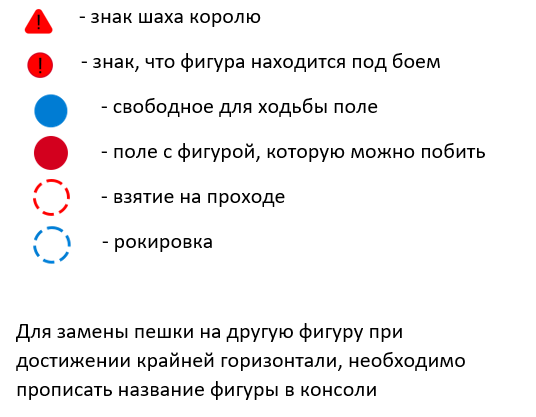 - знак шаха королю
- знак, что фигура находится под боем
- свободное для ходьбы поле
- поле с фигурой, которую можно побить
- взятие на проходе
- рокировка
Для замены пешки на другую фигуру при
достижении крайней горизонтали, необходимо
прописать название фигуры в консоли